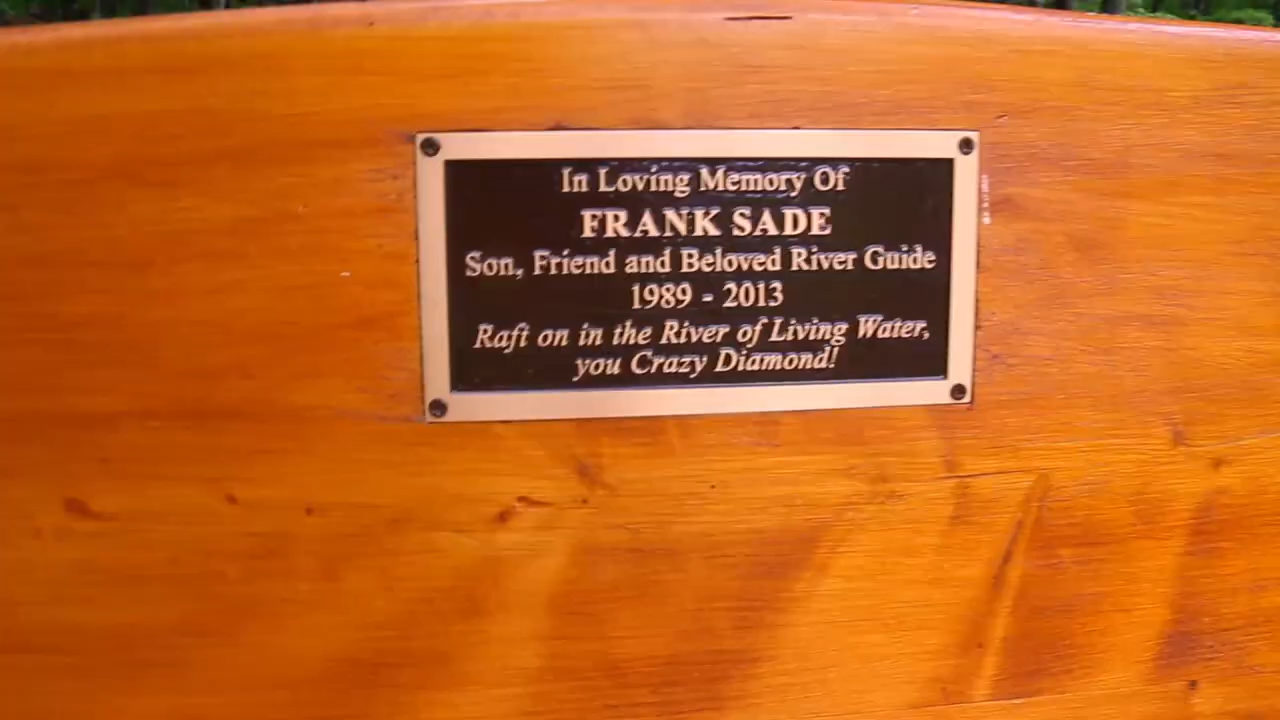 In Loving Memory Of
FRANK SADE
Son, Friend and Beloved River Guide
1989 - 2013
Raft on in the River of Living Water,
you Crazy Diamond!